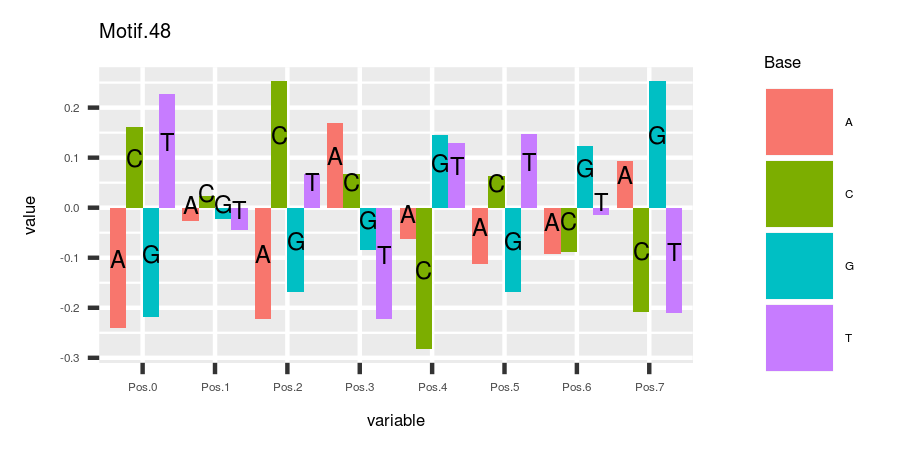 Motif.48
Base
A
C
G
T
value
0.2
0.1
0.0
-0.1
-0.2
-0.3
A C G T
A C G T
A C G T
A C G T
A C G T
A C G T
A C G T
A C G T
Pos.0 Pos.1 Pos.2 Pos.3 Pos.4 Pos.5 Pos.6 Pos.7
variable